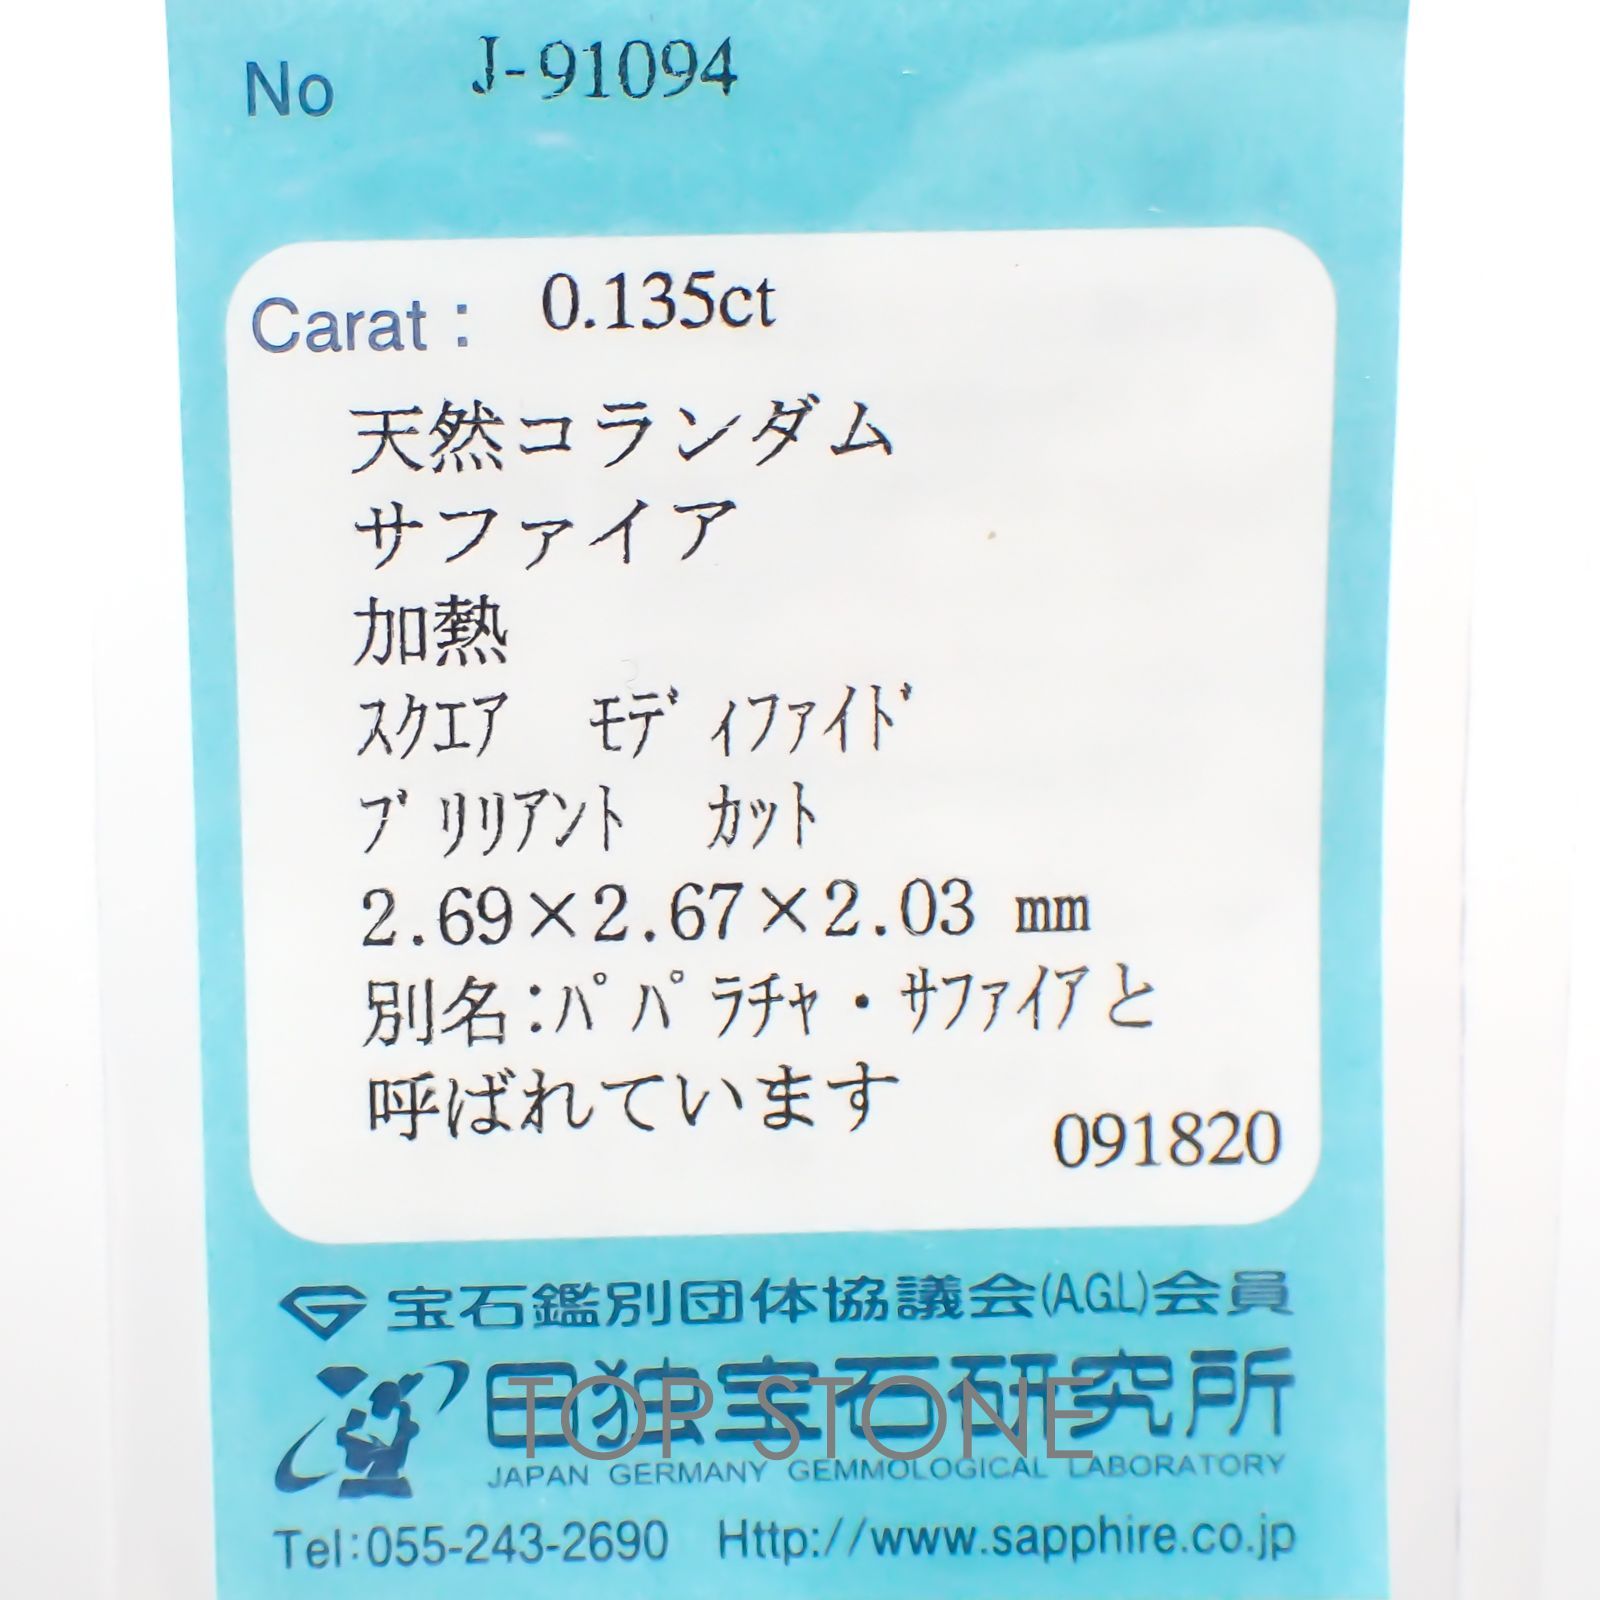 No J-91094
Carat: 0.135ct
天然コランダム
サファイア
加熱
ｽｸｴｱ ﾓﾃﾞｨﾌｧｲﾄﾞ
ﾌﾞﾘﾘｱﾝﾄ ｶｯﾄ
2.69×2.67×2.03 mm
別名:ﾊﾟﾊﾟﾗﾁｬ・ｻﾌｧｲｱと
呼ばれています
091820
宝石鑑別団体協議会(A.G.L)会員
日独宝石研究所
TOP STONE
JAPAN GERMANY GEMMOLOGICAL LABORATORY
Tel:055-243-2690 Http://www.sapphire.co.jp